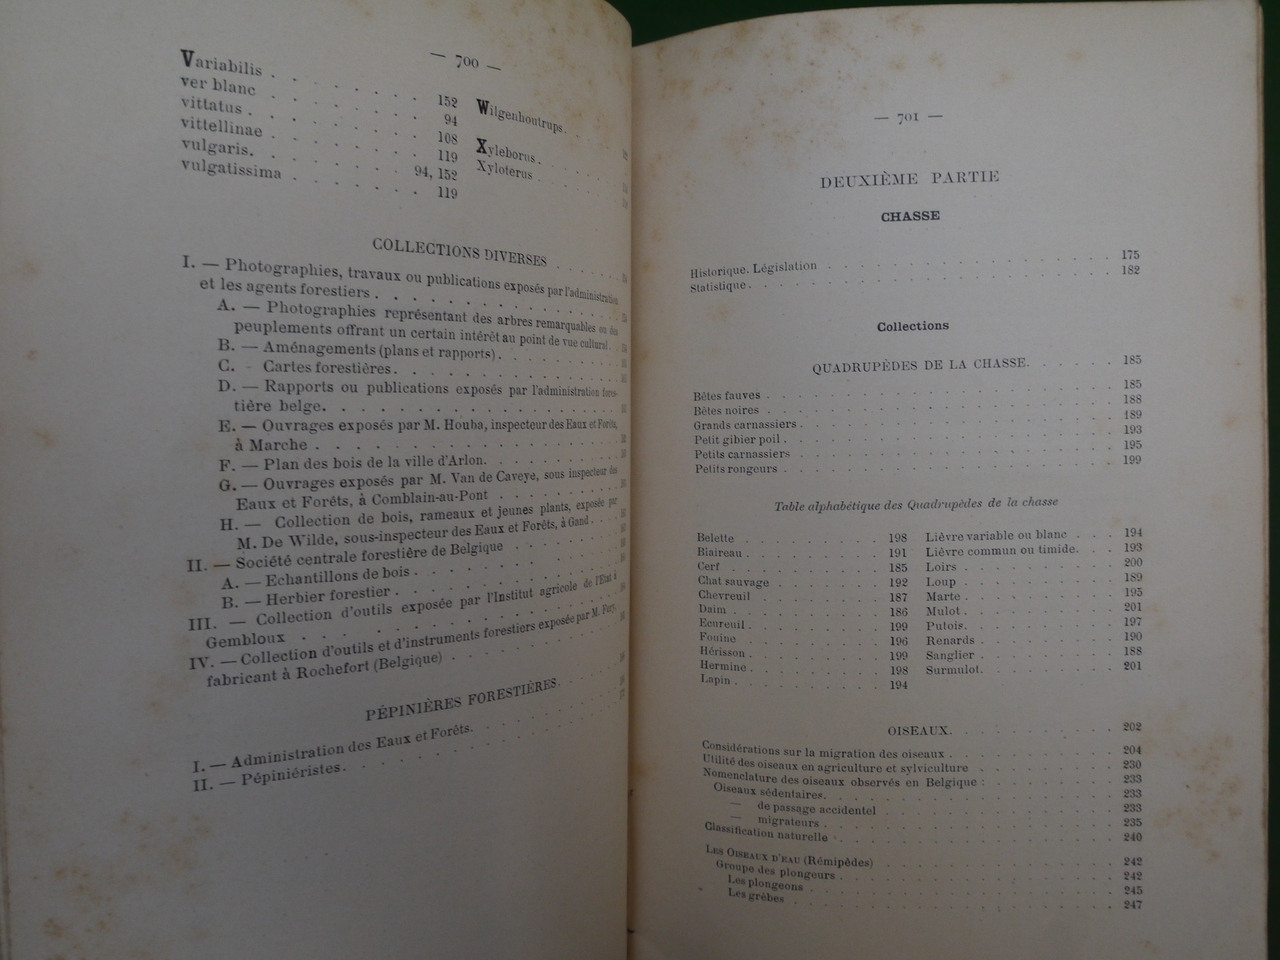 — 700 —
Variabilis . . . . . . . . 152
ver blanc . . . . . . . . 94
vittatus . . . . . . . . 108
vittellinae . . . . . . . . 119
vulgaris. . . . . . . . 94, 152
vulgatissima . . . . . . . . 119
Wilgenhoutrups. . .
Xyleborus. . . . .
Xyloterus . . . . .
COLLECTIONS DIVERSES . . . . .
I. — Photographies, travaux ou publications exposés par l'administration
et les agents forestiers . . . . . . . . . .
A. — Photographies représentant des arbres remarquables ou des
peuplements offrant un certain intérêt au point de vue cultural. .
B. — Aménagements (plans et rapports). . . . . . .
C. - Cartes forestières. . . . . . . . . .
D. — Rapports ou publications exposés par l'administration fores-
tière belge. . . . . . . . . . . . .
E. — Ouvrages exposés par M. Houba, inspecteur des Eaux et Forêts,
à Marche . . . . . . . . . . . . .
F. — Plan des bois de la ville d'Arlon. . . . . . . .
G. — Ouvrages exposés par M. Van de Caveye, sous inspecteur des
Eaux et Forêts, à Comblain-au-Pont . . . . . . .
H. — Collection de bois, rameaux et jeunes plants, exposée par
M. De Wilde, sous-inspecteur des Eaux et Forêts, à Gand. . . .
II. — Société centrale forestière de Belgique . . . . . .
A. — Echantillons de bois . . . . . . . . .
B. — Herbier forestier . . . . . . . . . .
III. — Collection d'outils exposée par l'Institut agricole de l'Etat à
Gembloux . . . . . . . . . . . . .
IV. — Collection d'outils et d'instruments forestiers exposée par M. Fery,
fabricant à Rochefort (Belgique) . . . . . . . .
PÉPINIÈRES FORESTIÈRES. . . . .
I. — Administration des Eaux et Forêts. . . . . . .
II. — Pépiniéristes. . . . . . . . . . .
— 701 —
DEUXIÈME PARTIE
CHASSE
Historique. Législation . . . . . . . . . . 175
Statistique. . . . . . . . . . . . . 182
Collections
QUADRUPÈDES DE LA CHASSE. . . . . 185
Bêtes fauves . . . . . . . . . . . . 185
Bêtes noires . . . . . . . . . . . . 188
Grands carnassiers . . . . . . . . . . . 189
Petit gibier poil . . . . . . . . . . . . 193
Petits carnassiers . . . . . . . . . . . 195
Petits rongeurs . . . . . . . . . . . . 199
Table alphabétique des Quadrupèdes de la chasse
Belette . . . . . . . . 198
Blaireau . . . . . . . . 191
Cerf . . . . . . . . 185
Chat sauvage . . . . . . 192
Chevreuil . . . . . . . 187
Daim . . . . . . . . 186
Ecureuil . . . . . . . . 199
Fouine . . . . . . . . 196
Hérisson . . . . . . . . 199
Hermine . . . . . . . . 198
Lapin . . . . . . . . 194
Lièvre variable ou blanc . . . 194
Lièvre commun ou timide. . . 193
Loirs . . . . . . . . 200
Loup . . . . . . . . 189
Marte . . . . . . . . 195
Mulot . . . . . . . . 201
Putois. . . . . . . . 197
Renards . . . . . . . . 190
Sanglier . . . . . . . . 188
Surmulot. . . . . . . . 201
OISEAUX. . . . . . . . 202
Considérations sur la migration des oiseaux . . . . . . 204
Utilité des oiseaux en agriculture et sylviculture . . . . . 230
Nomenclature des oiseaux observés en Belgique : . . . . . 233
Oiseaux sédentaires. . . . . . . . . . 233
— de passage accidentel . . . . . . . . 233
— migrateurs . . . . . . . . . . 235
Classification naturelle . . . . . . . . . . 240
LES OISEAUX D'EAU (Rémipèdes) . . . . . . . . 242
Groupe des plongeurs . . . . . . . . . . 242
Les plongeons . . . . . . . . . . . 245
Les grèbes . . . . . . . . . . . . 247